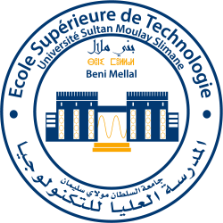 Ecole Supérieure de Technologie
Université Sultan Moulay Slimane
بني ملال
Beni Mellal
جامعة السلطان مولاي سليمان
المدرسة العليا للتكنولوجيا